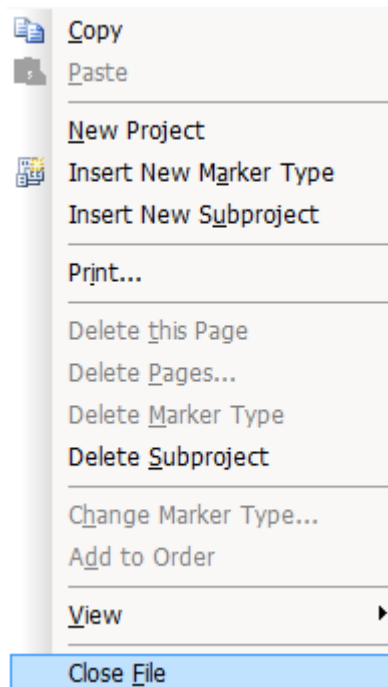 Copy
Paste
New Project
Insert New Marker Type
Insert New Subproject
Print...
Delete this Page
Delete Pages...
Delete Marker Type
Delete Subproject
Change Marker Type...
Add to Order
View
Close File